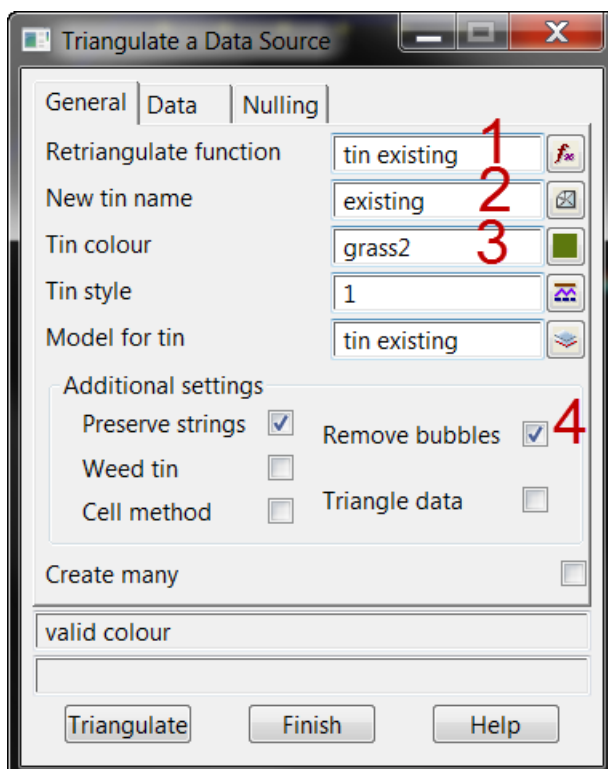 Triangulate a Data Source
General Data Nulling
Retriangulate function tin existing 1
New tin name existing 2
Tin colour grass2 3
Tin style 1
Model for tin tin existing
Additional settings
Preserve strings Remove bubbles 4
Weed tin
Cell method Triangle data
Create many
valid colour
Triangulate Finish Help